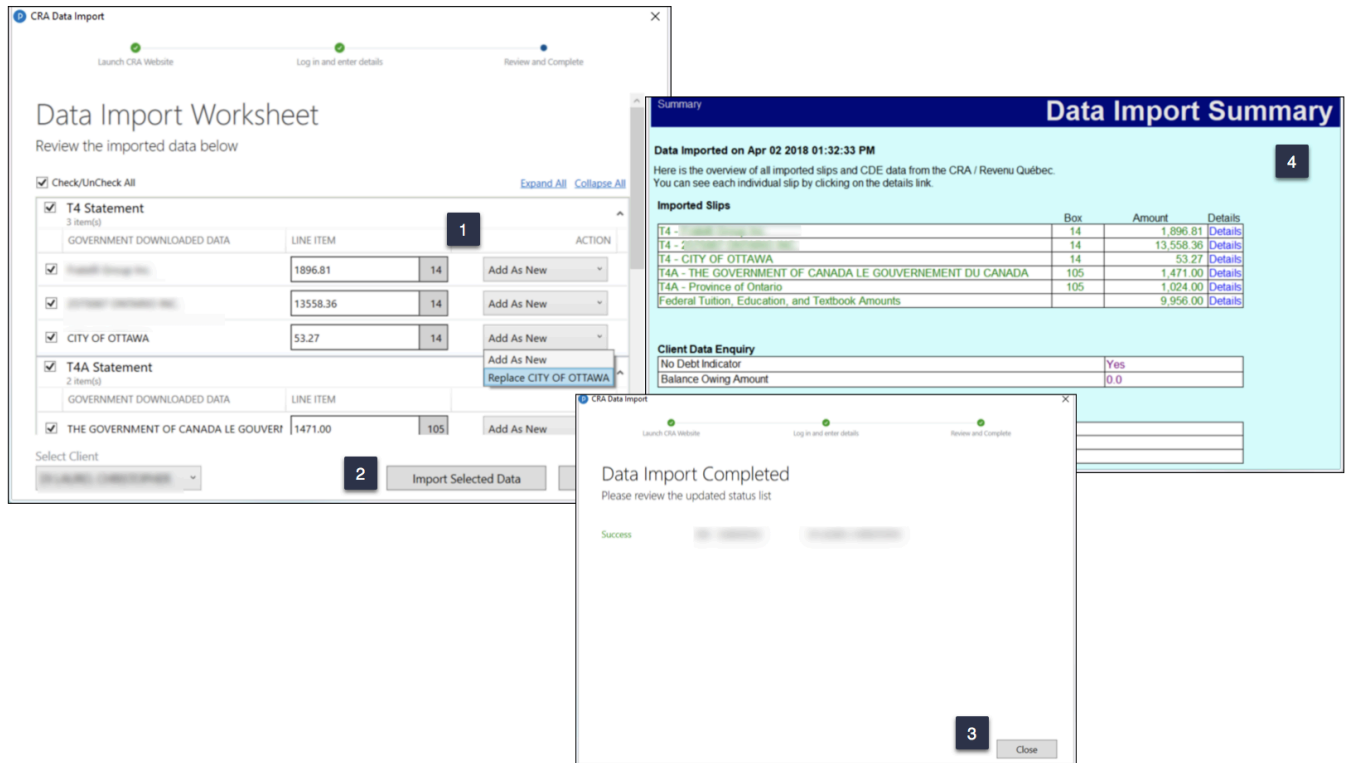 CRA Data Import
Launch CRA Website Log in and enter details Review and Complete
Data Import Worksheet
Review the imported data below
Check/UnCheck All Expand All Collapse All
T4 Statement
3 item(s)
1
GOVERNMENT DOWNLOADED DATA LINE ITEM ACTION
1896.81 14 Add As New
13558.36 14 Add As New
CITY OF OTTAWA 53.27 14 Add As New
Add As New
Replace CITY OF OTTAWA
T4A Statement
2 item(s)
GOVERNMENT DOWNLOADED DATA LINE ITEM
THE GOVERNMENT OF CANADA LE GOUVER 1471.00 105 Add As New
Select Client
2
Import Selected Data
Summary
Data Import Summary
Data Imported on Apr 02 2018 01:32:33 PM
4
Here is the overview of all imported slips and CDE data from the CRA / Revenu Québec.
You can see each individual slip by clicking on the details link.
Imported Slips
Box Amount Details
T4 - 14 1,896.81 Details
T4 - 2 14 13,558.36 Details
T4 - CITY OF OTTAWA 14 53.27 Details
T4A - THE GOVERNMENT OF CANADA LE GOUVERNEMENT DU CANADA 105 1,471.00 Details
T4A - Province of Ontario 105 1,024.00 Details
Federal Tuition, Education, and Textbook Amounts 9,956.00 Details
Client Data Enquiry
No Debt Indicator Yes
Balance Owing Amount 0.0
CRA Data Import
Launch CRA Website Log in and enter details Review and Complete
Data Import Completed
Please review the updated status list
Success
3
Close